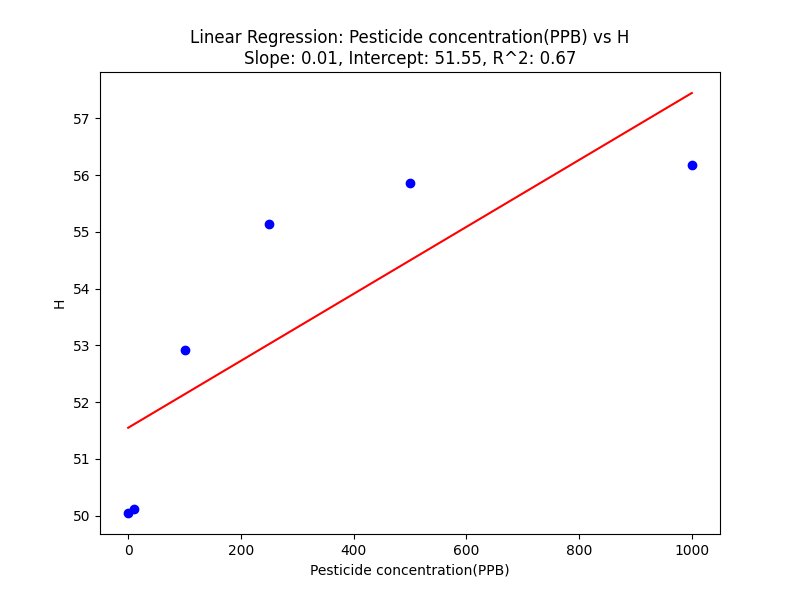 Linear Regression: Pesticide concentration(PPB) vs H
Slope: 0.01, Intercept: 51.55, R^2: 0.67
57
56
55
54
53
52
51
50
H
0 200 400 600 800 1000
Pesticide concentration(PPB)